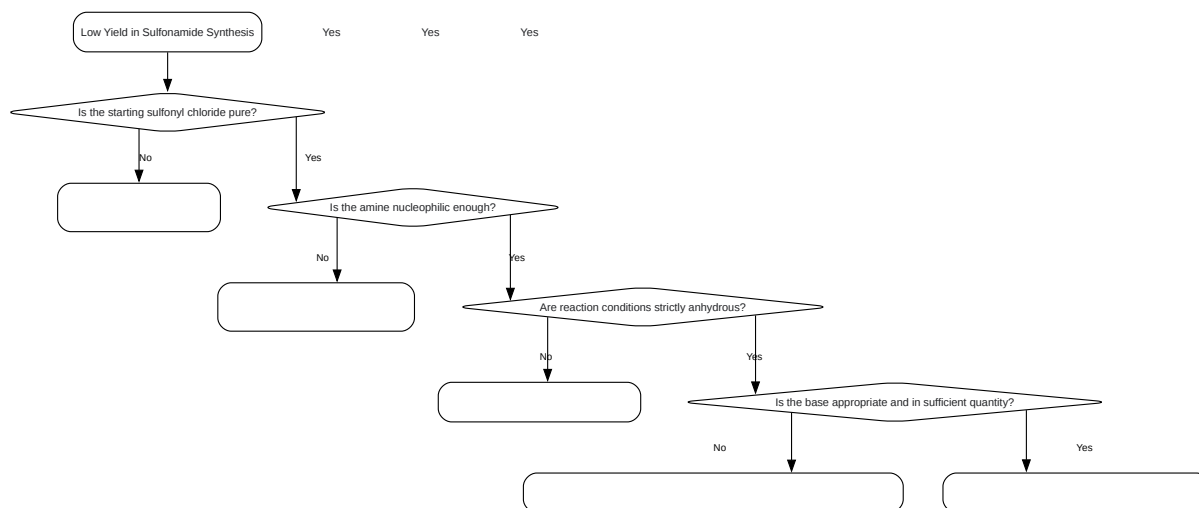 Low Yield in Sulfonamide Synthesis
Yes
Yes
Yes
Is the starting sulfonyl chloride pure?
No
Yes
Is the amine nucleophilic enough?
No
Yes
Are reaction conditions strictly anhydrous?
No
Yes
Is the base appropriate and in sufficient quantity?
No
Yes